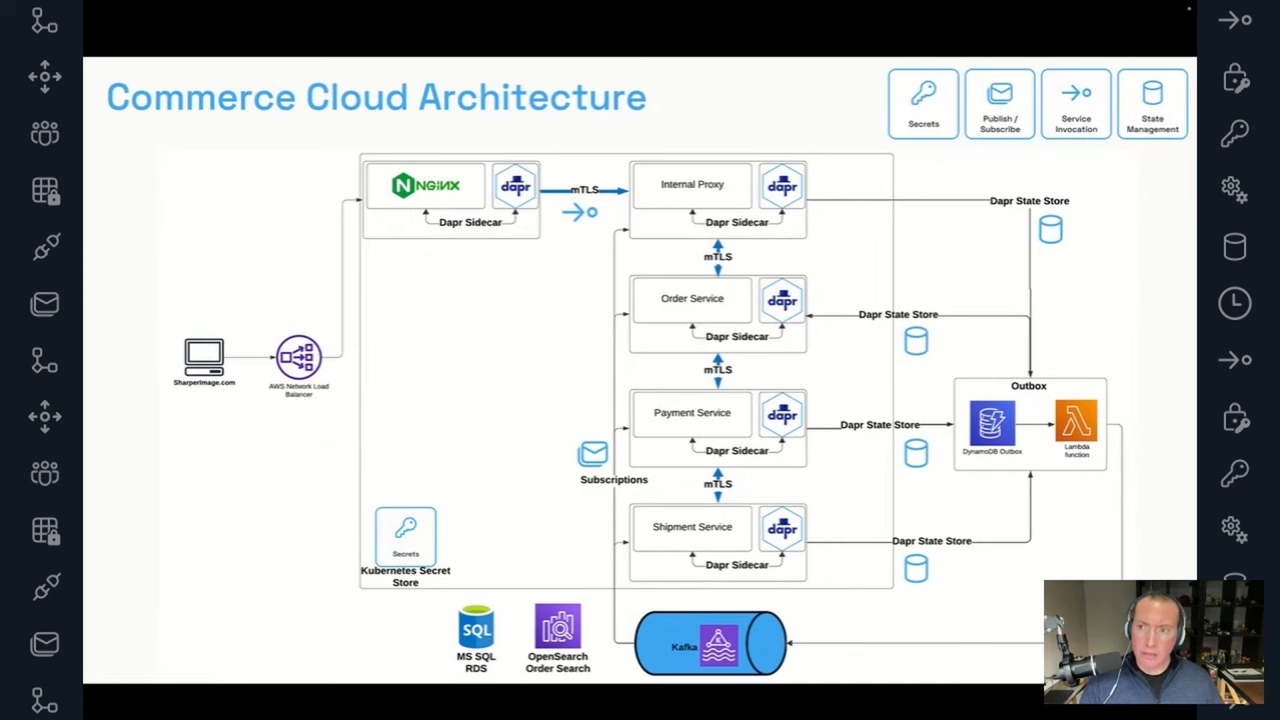 Commerce Cloud Architecture
Secrets
Publish /
Subscribe
Service
Invocation
State
Management
NGINX
dapr
Dapr Sidecar
mTLS
Internal Proxy
dapr
Dapr Sidecar
Dapr State Store
mTLS
Order Service
dapr
Dapr Sidecar
Dapr State Store
mTLS
SharperImage.com
AWS Network Load
Balancer
Payment Service
dapr
Dapr Sidecar
Dapr State Store
Outbox
DynamoDB Outbox
Lambda
function
Subscriptions
mTLS
Shipment Service
dapr
Dapr Sidecar
Dapr State Store
Secrets
Kubernetes Secret
Store
SQL
MS SQL
RDS
OpenSearch
Order Search
Kafka